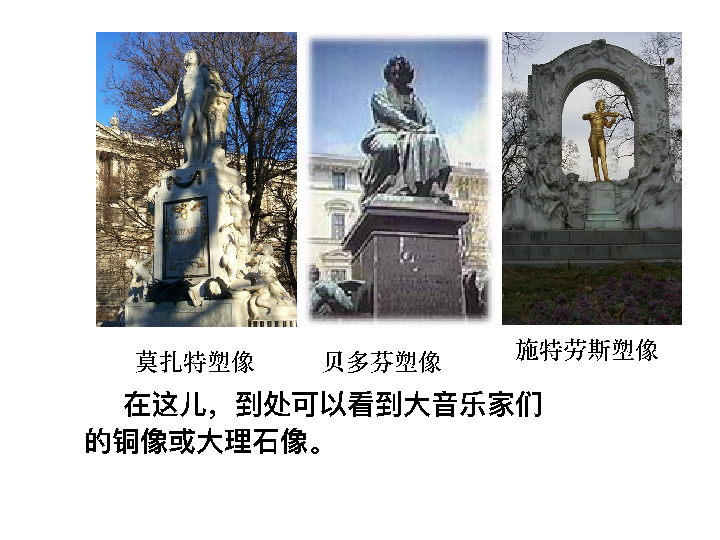 莫扎特塑像
贝多芬塑像
施特劳斯塑像
在这儿，到处可以看到大音乐家们
的铜像或大理石像。